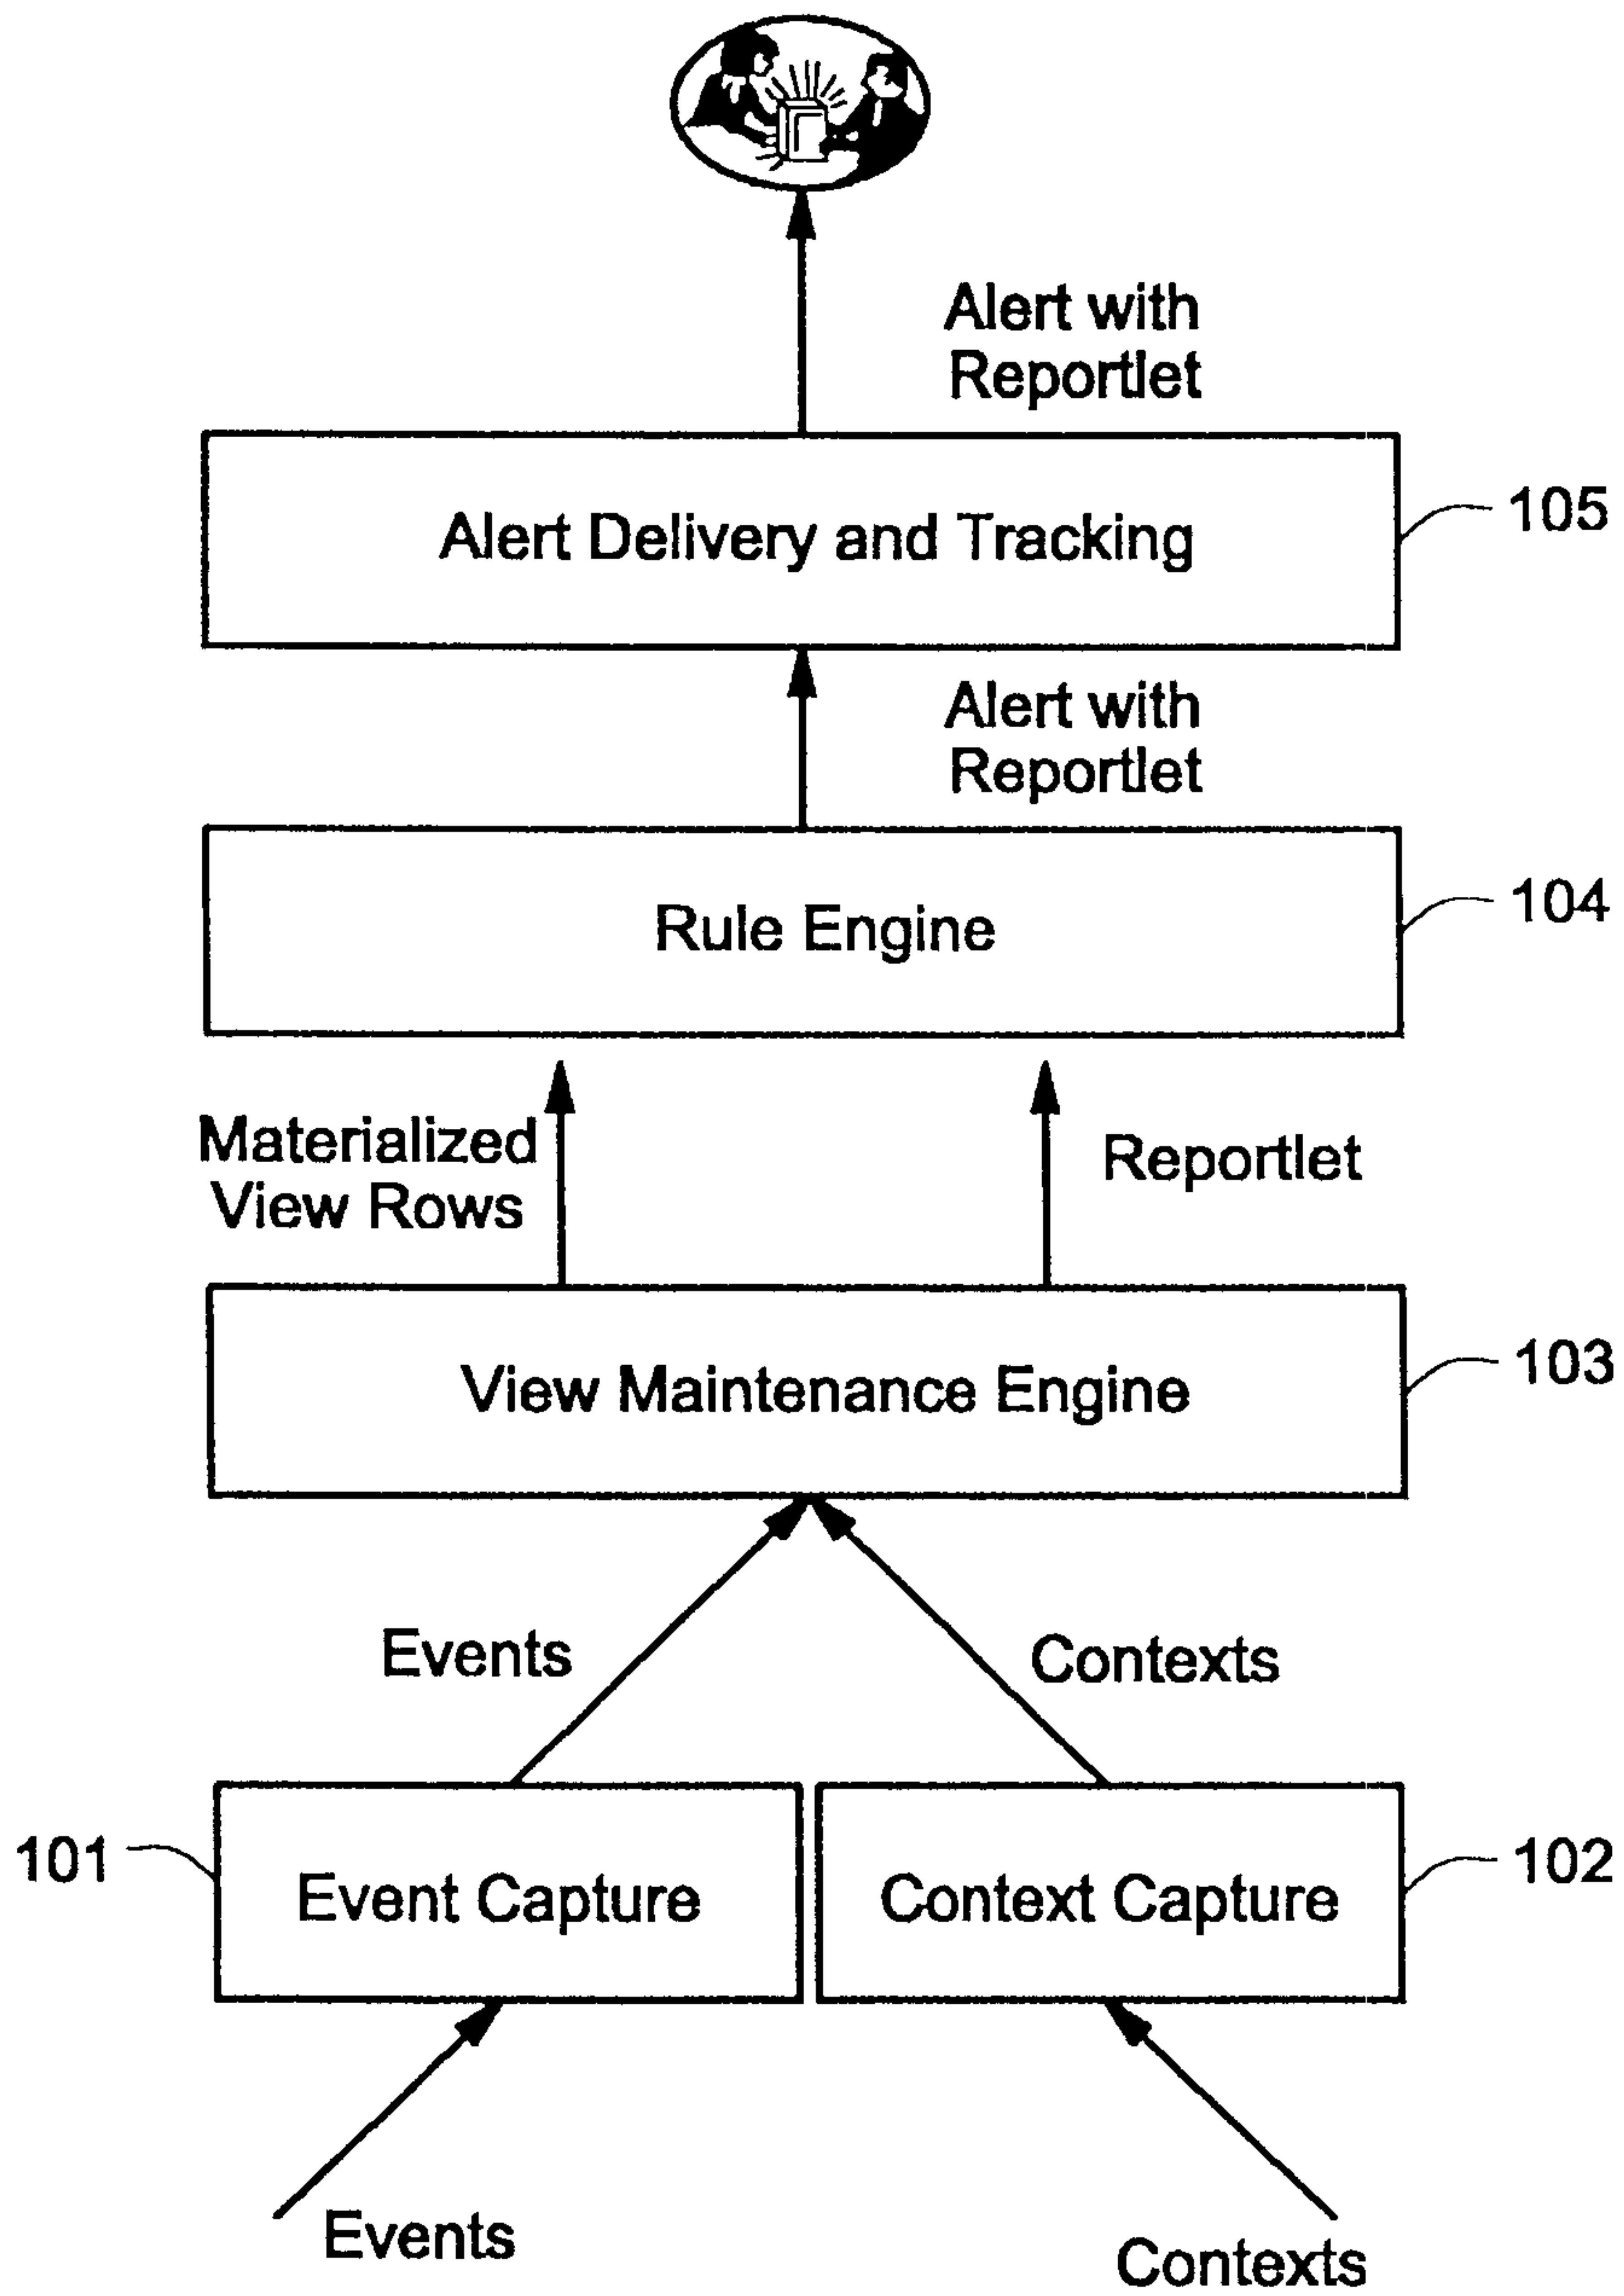 Alert with
Reportlet
Alert Delivery and Tracking
105
Alert with
Reportlet
Rule Engine
104
Materialized
View Rows
Reportlet
View Maintenance Engine
103
Events
Contexts
101
Event Capture
Context Capture
102
Events
Contexts